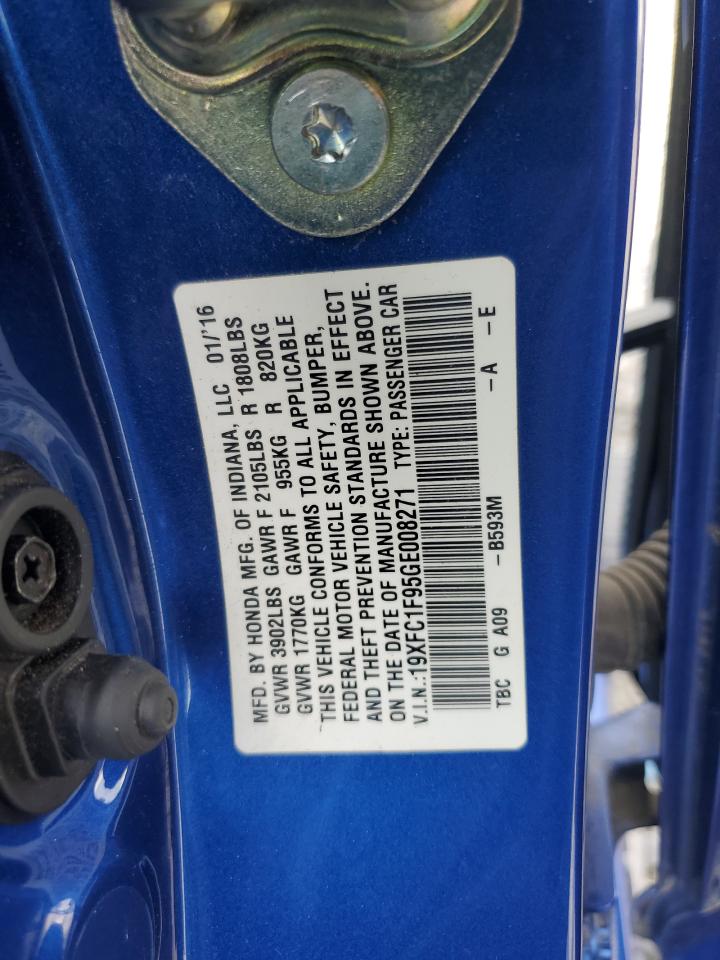 MFD. BY HONDA MFG. OF INDIANA, LLC 01/'16
GVWR 3902LBS GAWR F 2105LBS R 1808LBS
GVWR 1770KG GAWR F 955KG R 820KG
THIS VEHICLE CONFORMS TO ALL APPLICABLE
FEDERAL MOTOR VEHICLE SAFETY, BUMPER,
AND THEFT PREVENTION STANDARDS IN EFFECT
ON THE DATE OF MANUFACTURE SHOWN ABOVE.
V.I.N.:19XFC1F95GE008271 TYPE: PASSENGER CAR
TBC G A09 -B593M -A -E